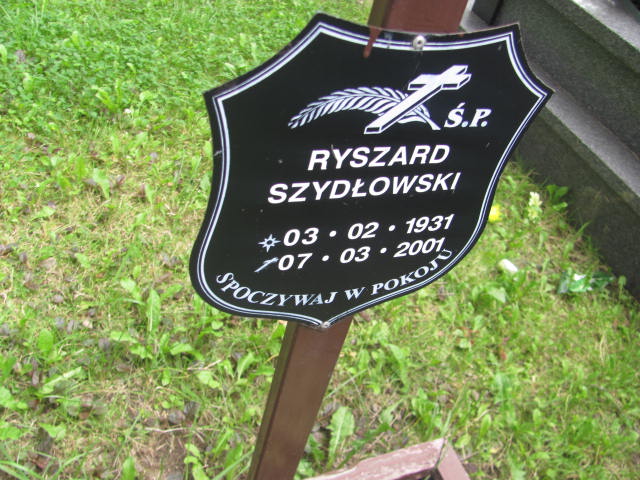 Ś.P.
RYSZARD
SZYDŁOWSKI
03 • 02 • 1931
07 • 03 • 2001
SPOCZYWAJ W POKOJU